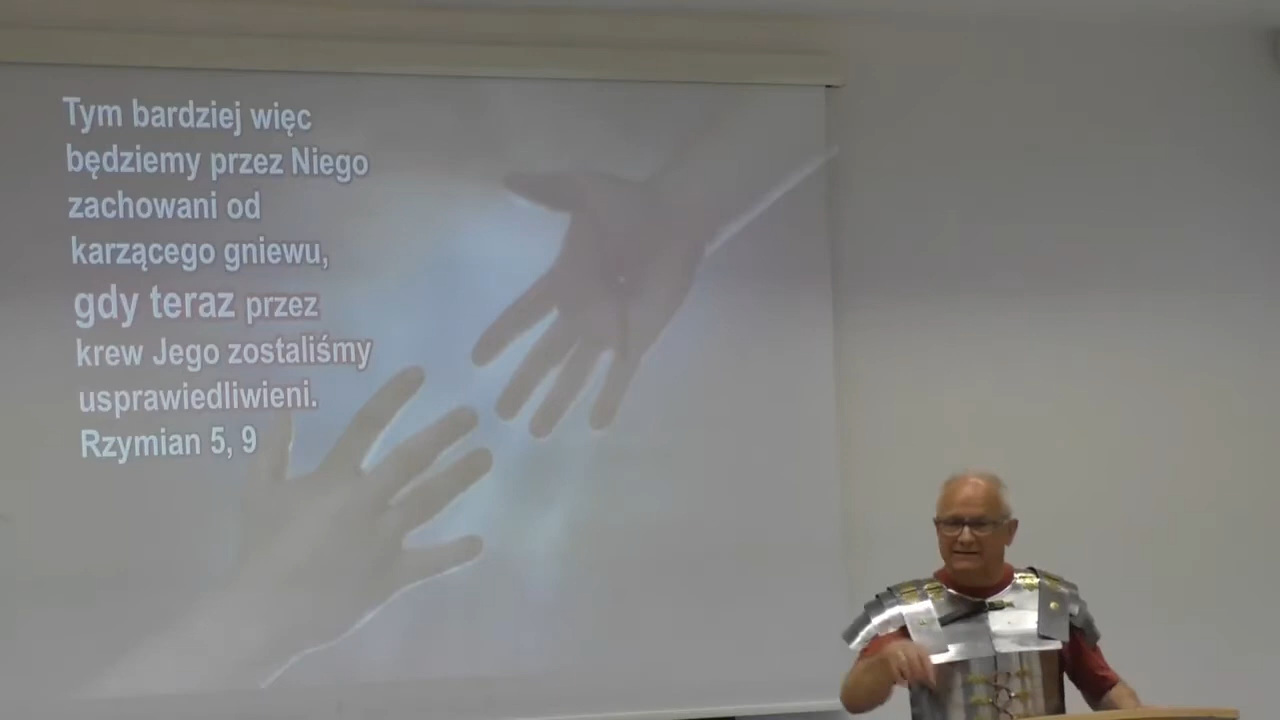 Tym bardziej więc
będziemy przez Niego
zachowani od
karzącego gniewu,
gdy teraz przez
krew Jego zostaliśmy
usprawiedliwieni.
Rzymian 5, 9